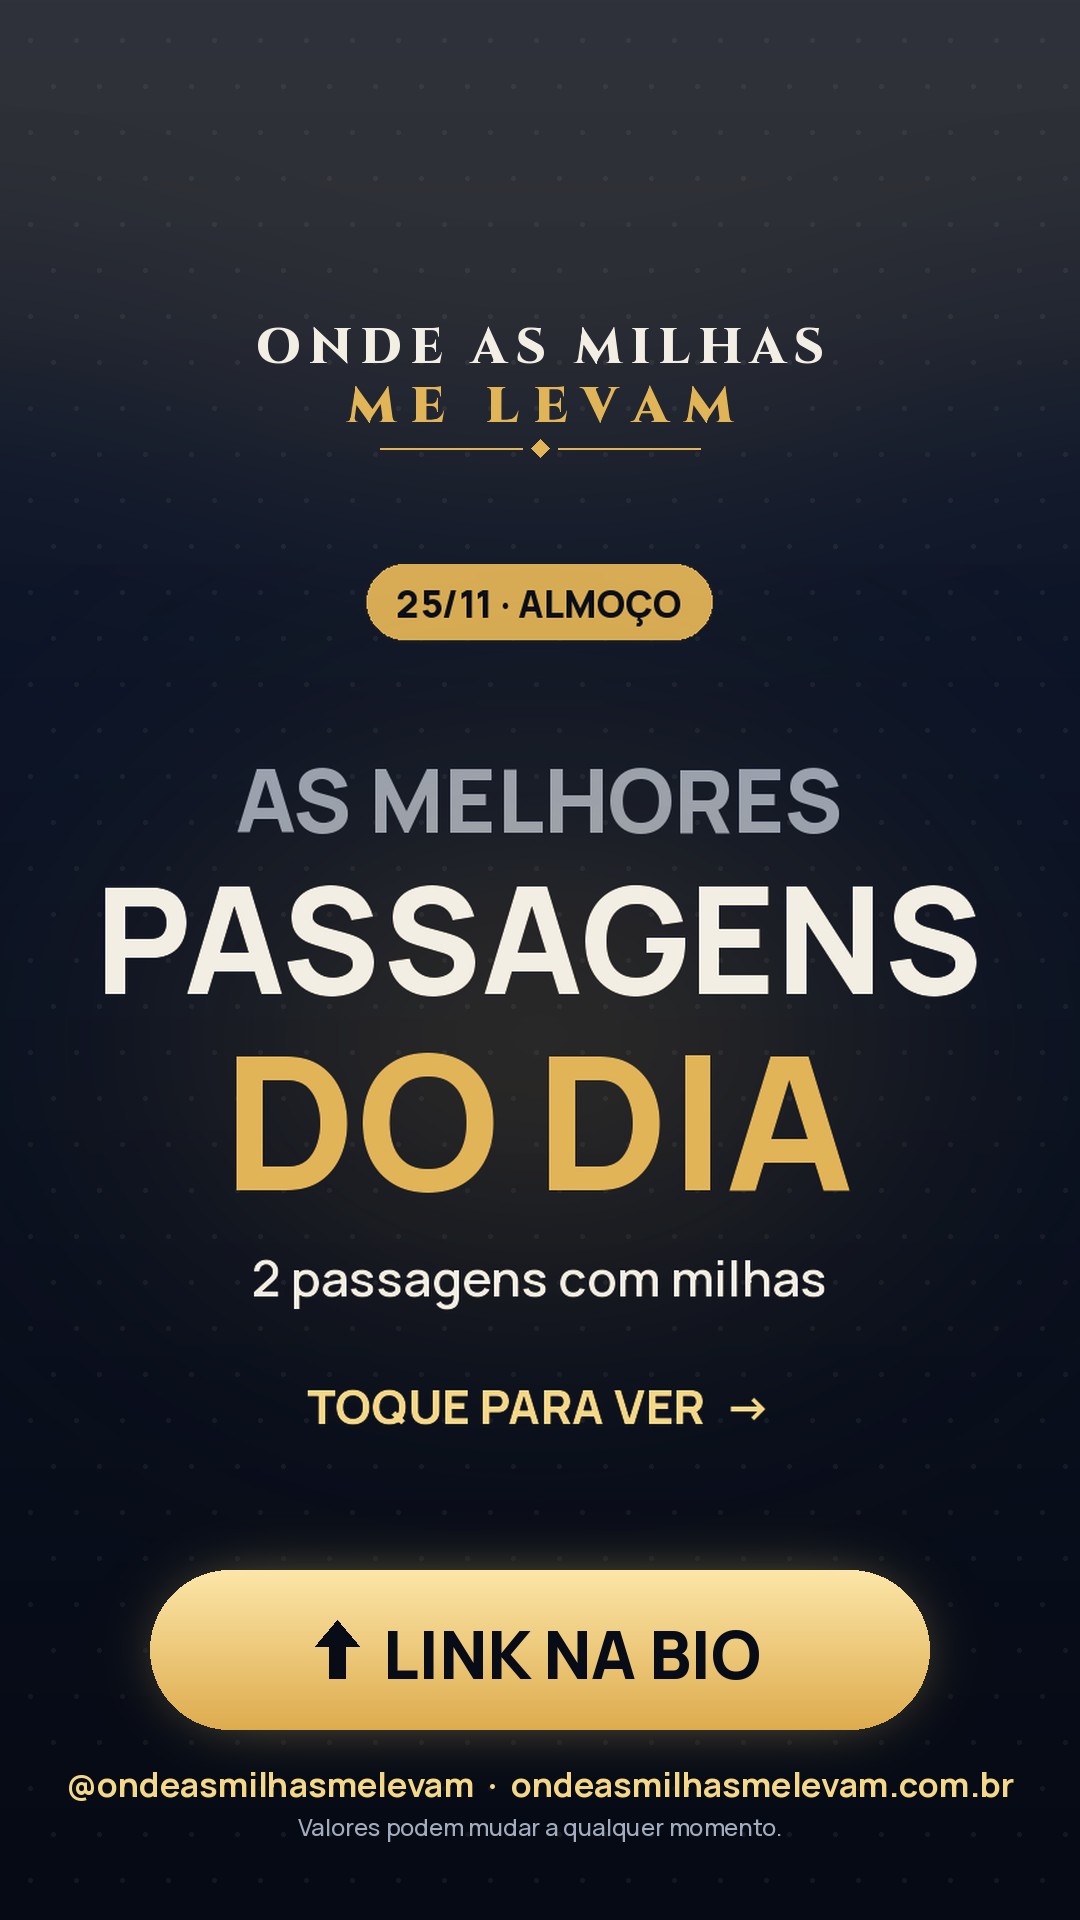 ONDE AS MILHAS
ME LEVAM
25/11 · ALMOÇO
AS MELHORES
PASSAGENS
DO DIA
2 passagens com milhas
TOQUE PARA VER →
⬆ LINK NA BIO
@ondeasmilhasmelevam · ondeasmilhasmelevam.com.br
Valores podem mudar a qualquer momento.